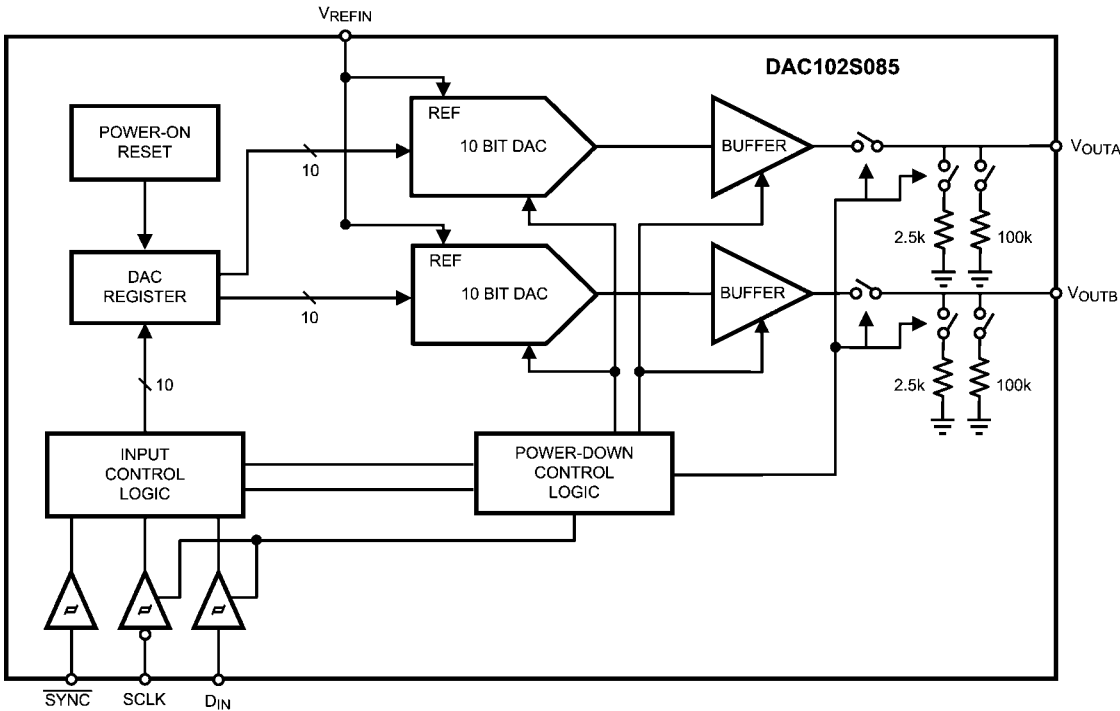 VREFIN
DAC102S085
POWER-ON
RESET
REF
10 BIT DAC
BUFFER
VOUTA
10
2.5k
100k
DAC
REGISTER
REF
10 BIT DAC
BUFFER
VOUTB
10
10
2.5k
100k
INPUT
CONTROL
LOGIC
POWER-DOWN
CONTROL
LOGIC
SYNC
SCLK
DIN